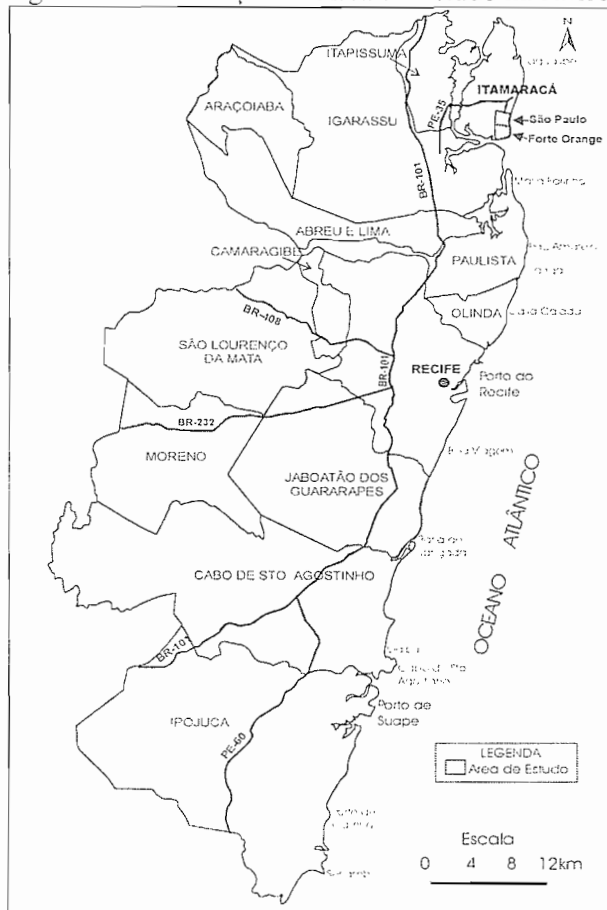 N
ITAPISSUMA
ITAMARACÁ
ARAÇOIABA
IGARASSU
PE-35
São Paulo
Forte Orange
BR-101
ABREU E LIMA
CAMARAGIBE
PAULISTA
OLINDA
BR-408
SÃO LOURENÇO
DA MATA
BR-101
RECIFE
Porto do
Recife
BR-232
MORENO
JABOATÃO DOS
GUARARAPES
OCEANO ATLÂNTICO
CABO DE STO AGOSTINHO
BR-101
IPOJUCA
PE-60
Porto de
Suape
LEGENDA
Área de Estudo
Escala
0 4 8 12km